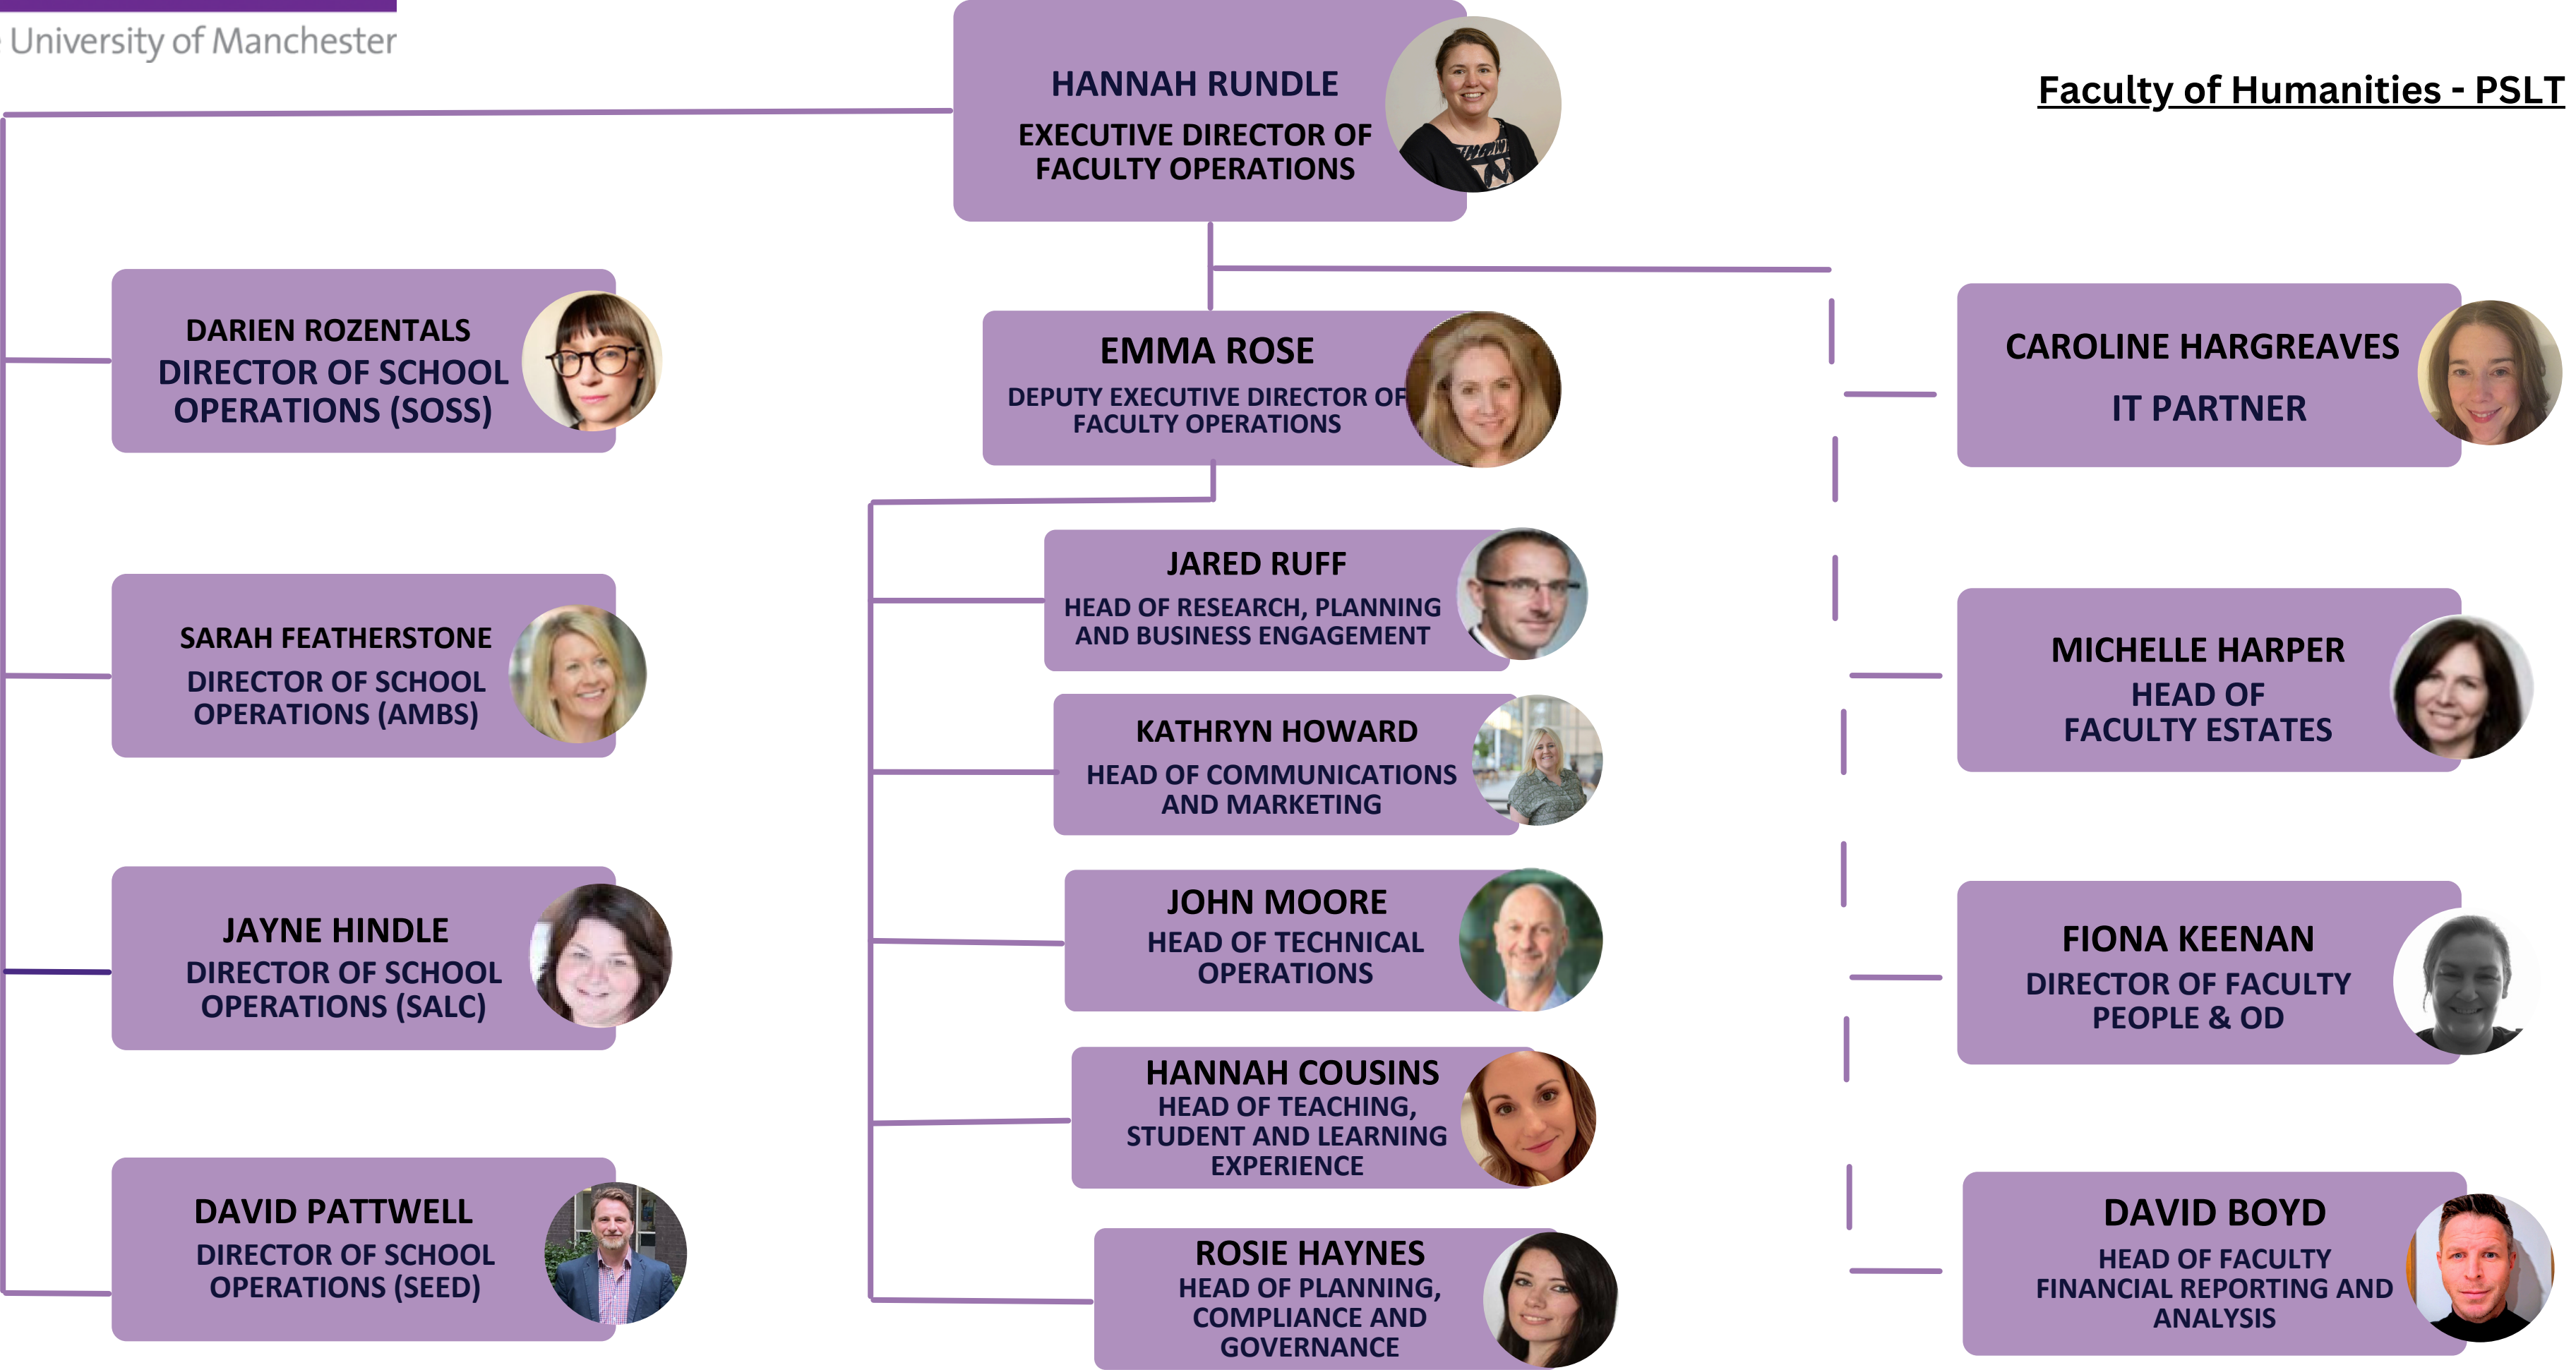 University of Manchester
Faculty of Humanities - PSLT
HANNAH RUNDLE
EXECUTIVE DIRECTOR OF
FACULTY OPERATIONS
DARIEN ROZENTALS
DIRECTOR OF SCHOOL
OPERATIONS (SOSS)
SARAH FEATHERSTONE
DIRECTOR OF SCHOOL
OPERATIONS (AMBS)
JAYNE HINDLE
DIRECTOR OF SCHOOL
OPERATIONS (SALC)
DAVID PATTWELL
DIRECTOR OF SCHOOL
OPERATIONS (SEED)
EMMA ROSE
DEPUTY EXECUTIVE DIRECTOR OF
FACULTY OPERATIONS
JARED RUFF
HEAD OF RESEARCH, PLANNING
AND BUSINESS ENGAGEMENT
KATHRYN HOWARD
HEAD OF COMMUNICATIONS
AND MARKETING
JOHN MOORE
HEAD OF TECHNICAL
OPERATIONS
HANNAH COUSINS
HEAD OF TEACHING,
STUDENT AND LEARNING
EXPERIENCE
ROSIE HAYNES
HEAD OF PLANNING,
COMPLIANCE AND
GOVERNANCE
CAROLINE HARGREAVES
IT PARTNER
MICHELLE HARPER
HEAD OF
FACULTY ESTATES
FIONA KEENAN
DIRECTOR OF FACULTY
PEOPLE & OD
DAVID BOYD
HEAD OF FACULTY
FINANCIAL REPORTING AND
ANALYSIS